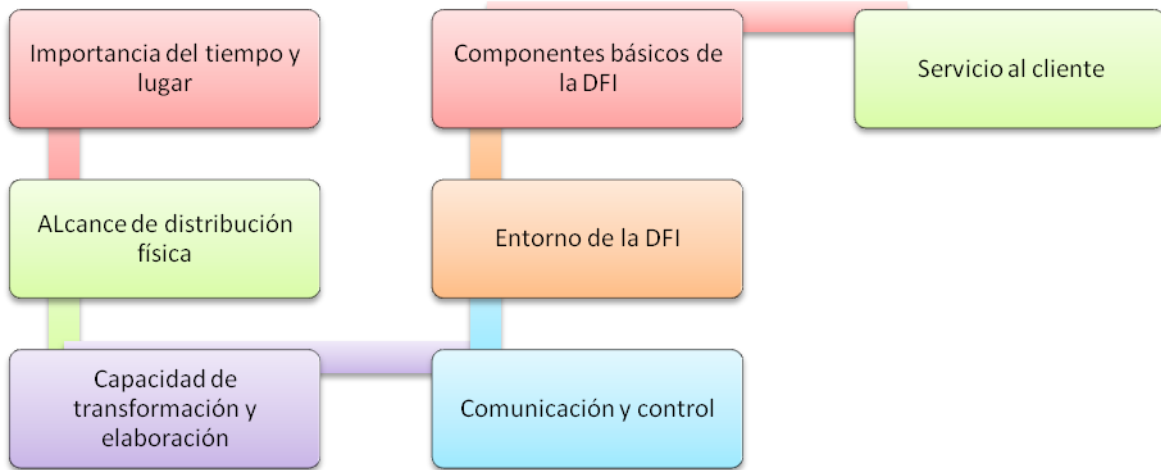 Importancia del tiempo y
lugar
ALcance de distribución
física
Capacidad de
transformación y
elaboración
Comunicación y control
Entorno de la DFI
Componentes básicos de
la DFI
Servicio al cliente